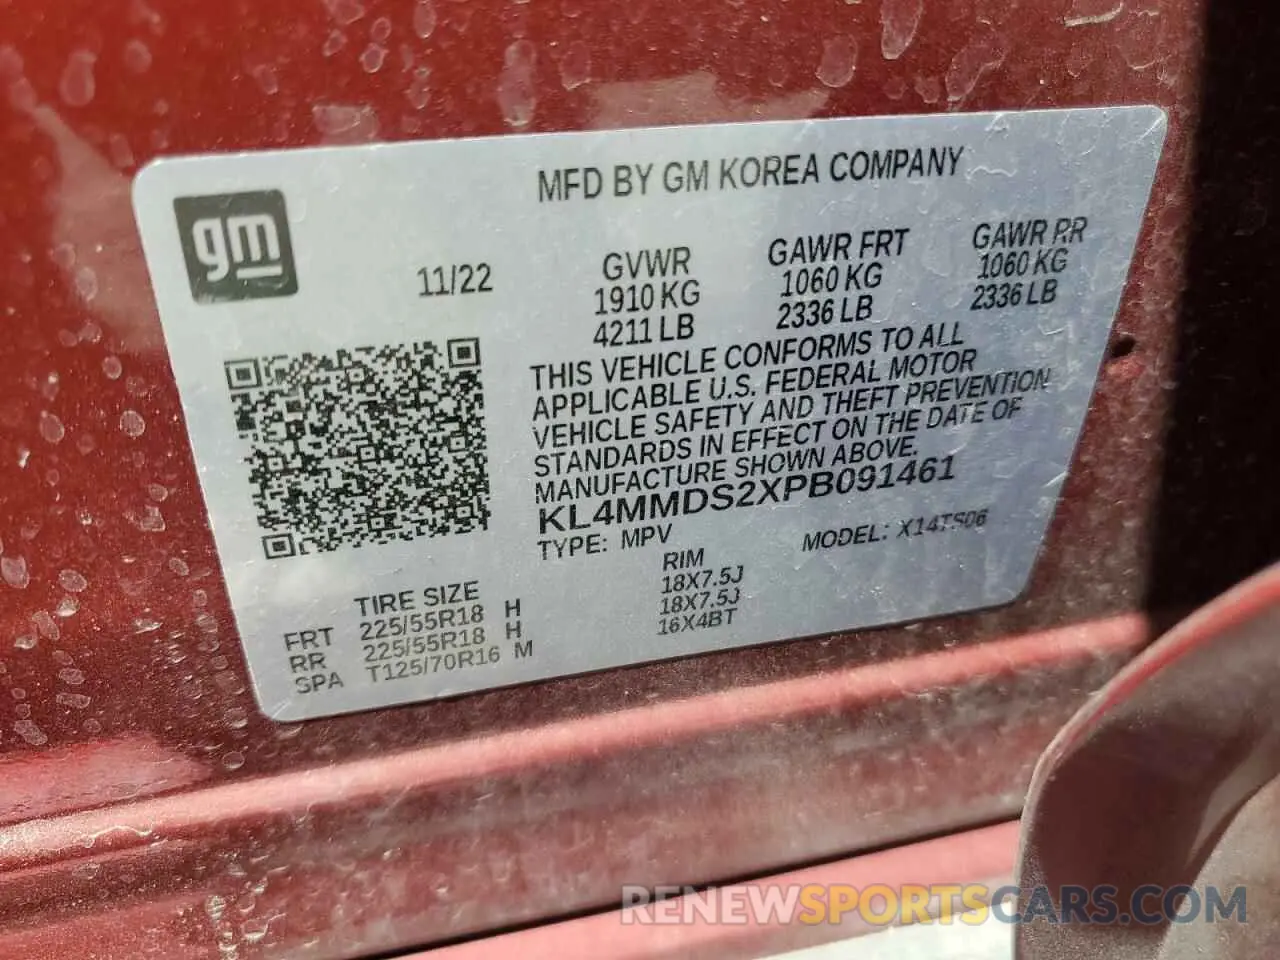 MFD BY GM KOREA COMPANY
gm
11/22
GVWR GAWR FRT GAWR RR
1910 KG 1060 KG 1060 KG
4211 LB 2336 LB 2336 LB
THIS VEHICLE CONFORMS TO ALL
APPLICABLE U.S. FEDERAL MOTOR
VEHICLE SAFETY AND THEFT PREVENTION
STANDARDS IN EFFECT ON THE DATE OF
MANUFACTURE SHOWN ABOVE.
KL4MMDS2XPB091461
TYPE: MPV MODEL: X14TS06
TIRE SIZE RIM
FRT 225/55R18 H 18X7.5J
RR 225/55R18 H 18X7.5J
SPA T125/70R16 M 16X4BT
RENEWSPORTSCARS.COM